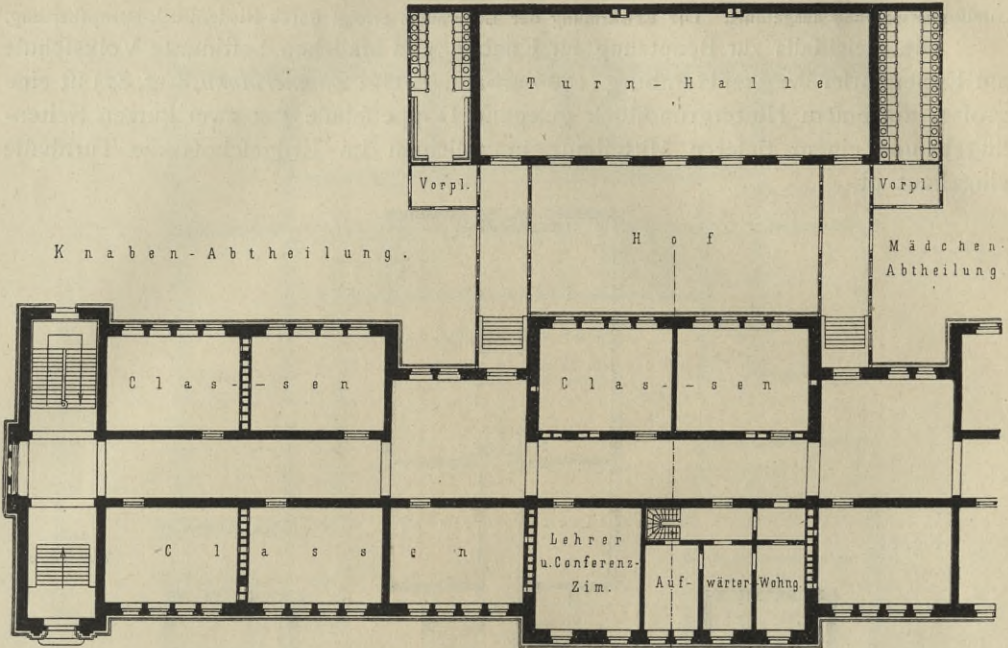 Turn-Halle
Vorpl.
Vorpl.
Hof
Knaben-Abtheilung.
Mädchen-
Abtheilung
Clas--sen
Clas--sen
Classen
Lehrer
u.Conferenz-
Zim.
Auf-
wärter-Wohng.